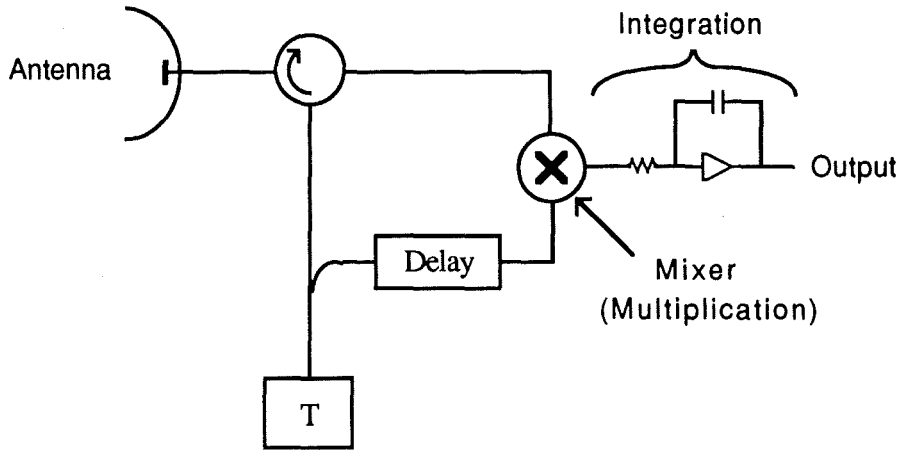 Integration
Antenna
Output
Delay
Mixer
(Multiplication)
T